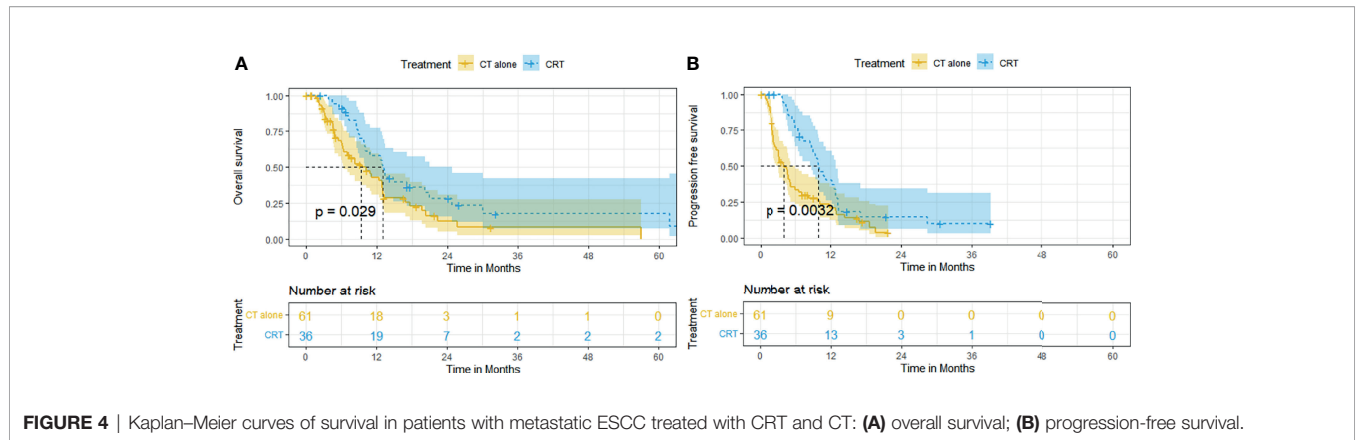 A
Treatment CT alone CRT
1.00
0.75
0.50
0.25
0.00
Overall survival
p = 0.029
0 12 24 36 48 60
Time in Months
Number at risk
Treatment
CT alone 61 18 3 1 1 0
CRT 36 19 7 2 2 2
0 12 24 36 48 60
Time in Months
B
Treatment CT alone CRT
1.00
0.75
0.50
0.25
0.00
Progression free survival
p = 0.0032
0 12 24 36 48 60
Time in Months
Number at risk
Treatment
CT alone 61 9 0 0 0 0
CRT 36 13 3 1 0 0
0 12 24 36 48 60
Time in Months
FIGURE 4 | Kaplan–Meier curves of survival in patients with metastatic ESCC treated with CRT and CT: (A) overall survival; (B) progression-free survival.